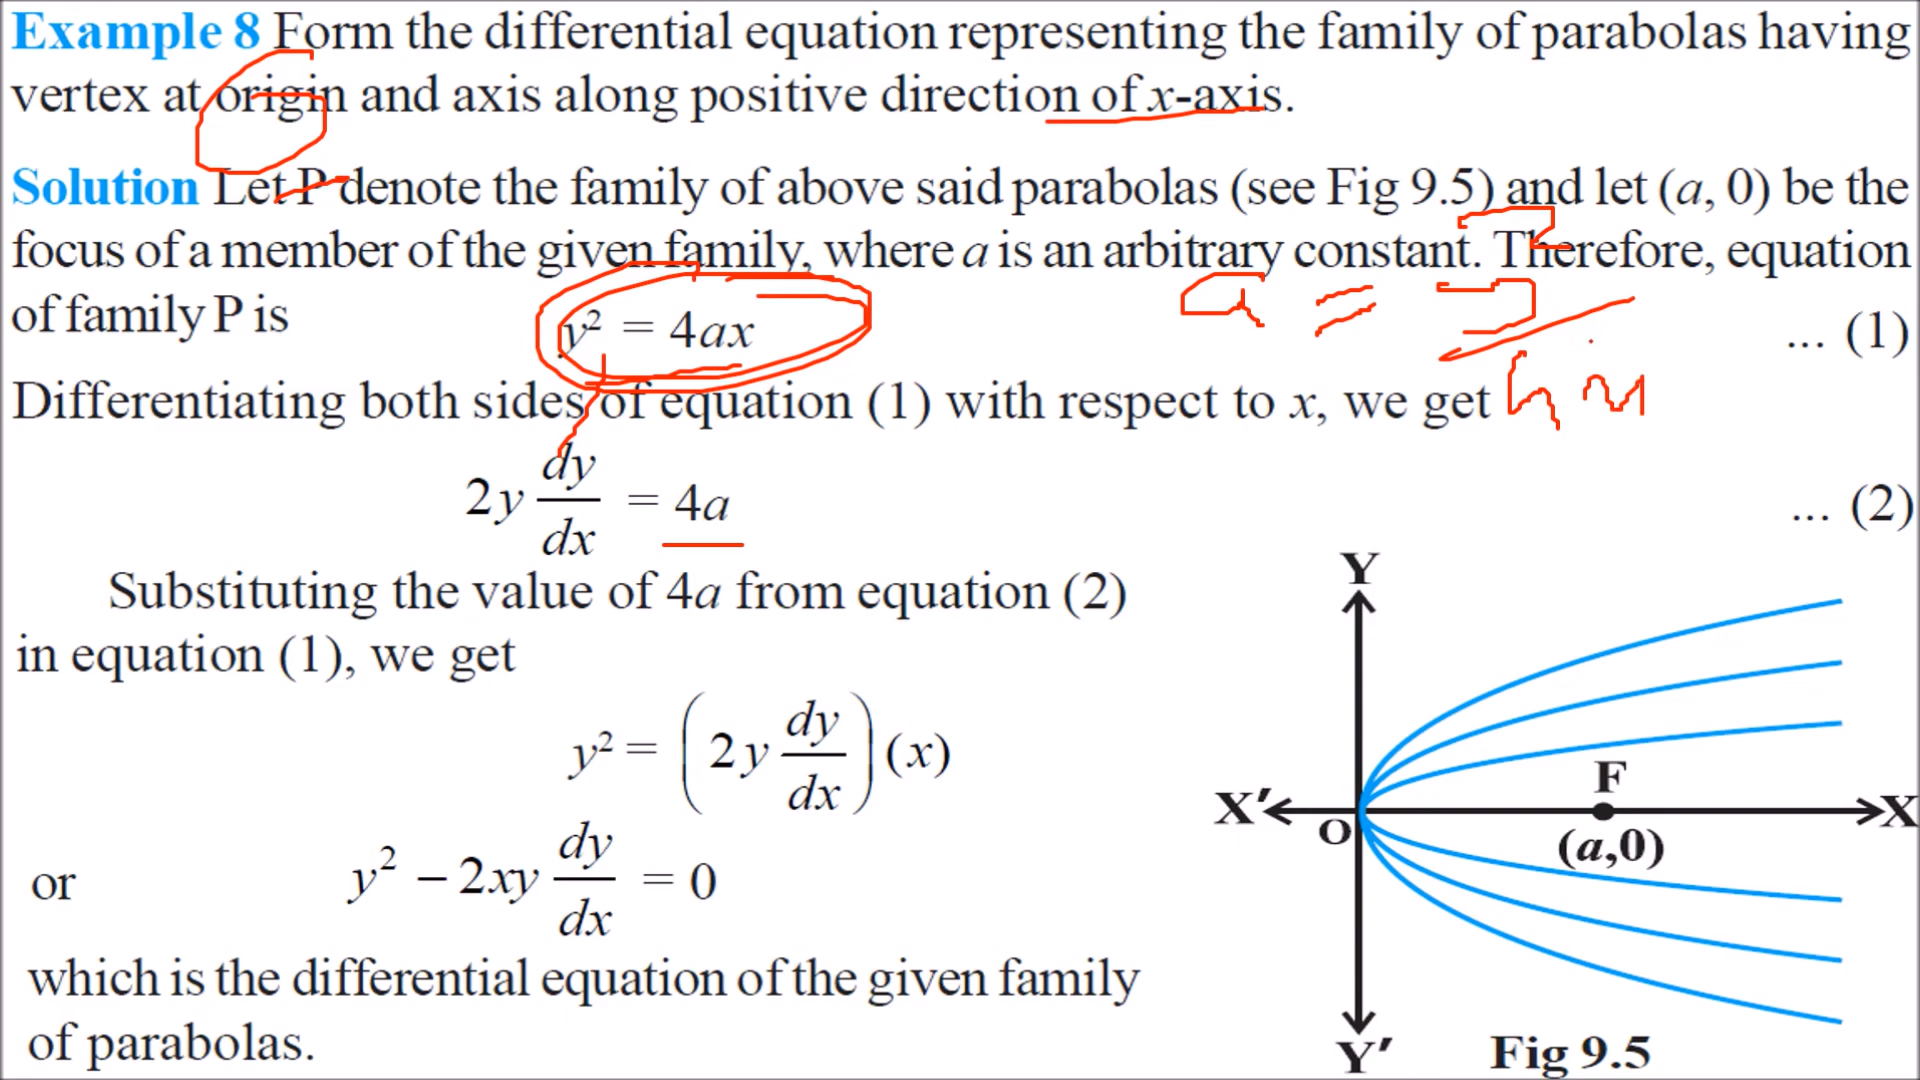 Example 8 Form the differential equation representing the family of parabolas having
vertex at origin and axis along positive direction of x-axis.
Solution Let P denote the family of above said parabolas (see Fig 9.5) and let (a, 0) be the
focus of a member of the given family, where a is an arbitrary constant. Therefore, equation
of family P is
y² = 4ax ... (1)
Differentiating both sides of equation (1) with respect to x, we get
2y dy/dx = 4a ... (2)
Substituting the value of 4a from equation (2)
in equation (1), we get
y² = (2y dy/dx) (x)
or y² – 2xy dy/dx = 0
which is the differential equation of the given family
of parabolas.
Y
X′
O
F
(a,0)
X
Y′
Fig 9.5